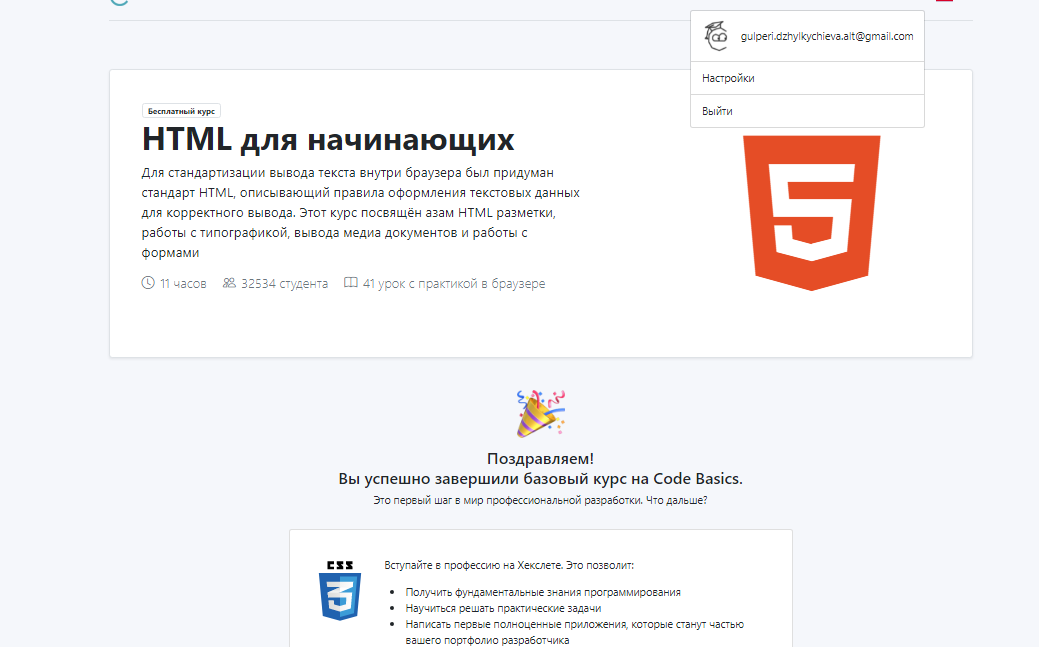 gulperi.dzhylkychieva.alt@gmail.com
Настройки
Выйти
Бесплатный курс
HTML для начинающих
Для стандартизации вывода текста внутри браузера был придуман
стандарт HTML, описывающий правила оформления текстовых данных
для корректного вывода. Этот курс посвящён азам HTML разметки,
работы с типографикой, вывода медиа документов и работы с
формами
11 часов 32534 студента 41 урок с практикой в браузере
Поздравляем!
Вы успешно завершили базовый курс на Code Basics.
Это первый шаг в мир профессиональной разработки. Что дальше?
CSS
3
Вступайте в профессию на Хекслете. Это позволит:
Получить фундаментальные знания программирования
Научиться решать практические задачи
Написать первые полноценные приложения, которые станут частью
вашего портфолио разработчика